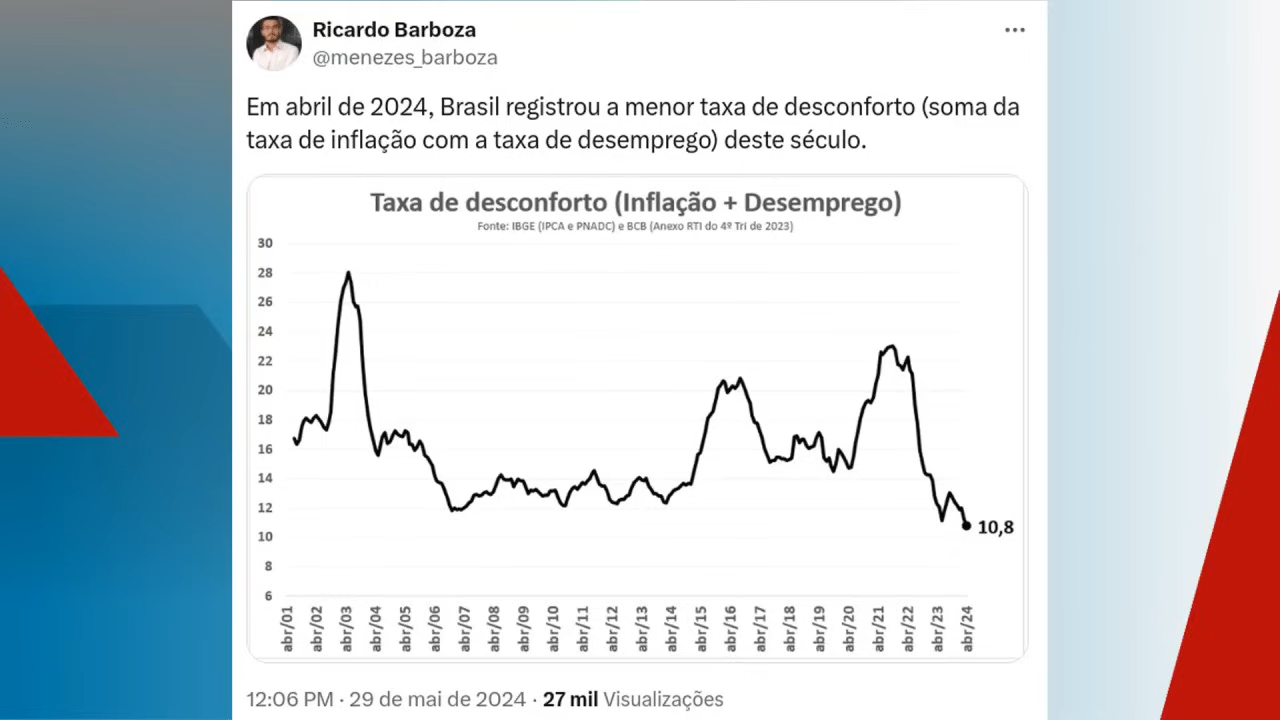 Ricardo Barboza
@menezes_barboza
Em abril de 2024, Brasil registrou a menor taxa de desconforto (soma da
taxa de inflação com a taxa de desemprego) deste século.
Taxa de desconforto (Inflação + Desemprego)
Fonte: IBGE (IPCA e PNADC) e BCB (Anexo RTI do 4º Tri de 2023)
30
28
26
24
22
20
18
16
14
12
10
8
6
10,8
abr/01
abr/02
abr/03
abr/04
abr/05
abr/06
abr/07
abr/08
abr/09
abr/10
abr/11
abr/12
abr/13
abr/14
abr/15
abr/16
abr/17
abr/18
abr/19
abr/20
abr/21
abr/22
abr/23
abr/24
12:06 PM · 29 de mai de 2024 · 27 mil Visualizações